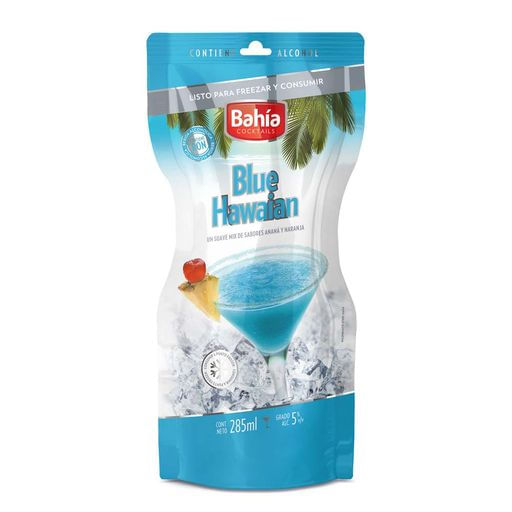 CONTIENE ALCOHOL
LISTO PARA FREEZAR Y CONSUMIR
Bahía
COCKTAILS
Blue
Hawaiian
UN SUAVE MIX DE SABORES ANANÁ Y NARANJA
CONT.
NETO
285ml
GRADO
ALC.
5% v/v